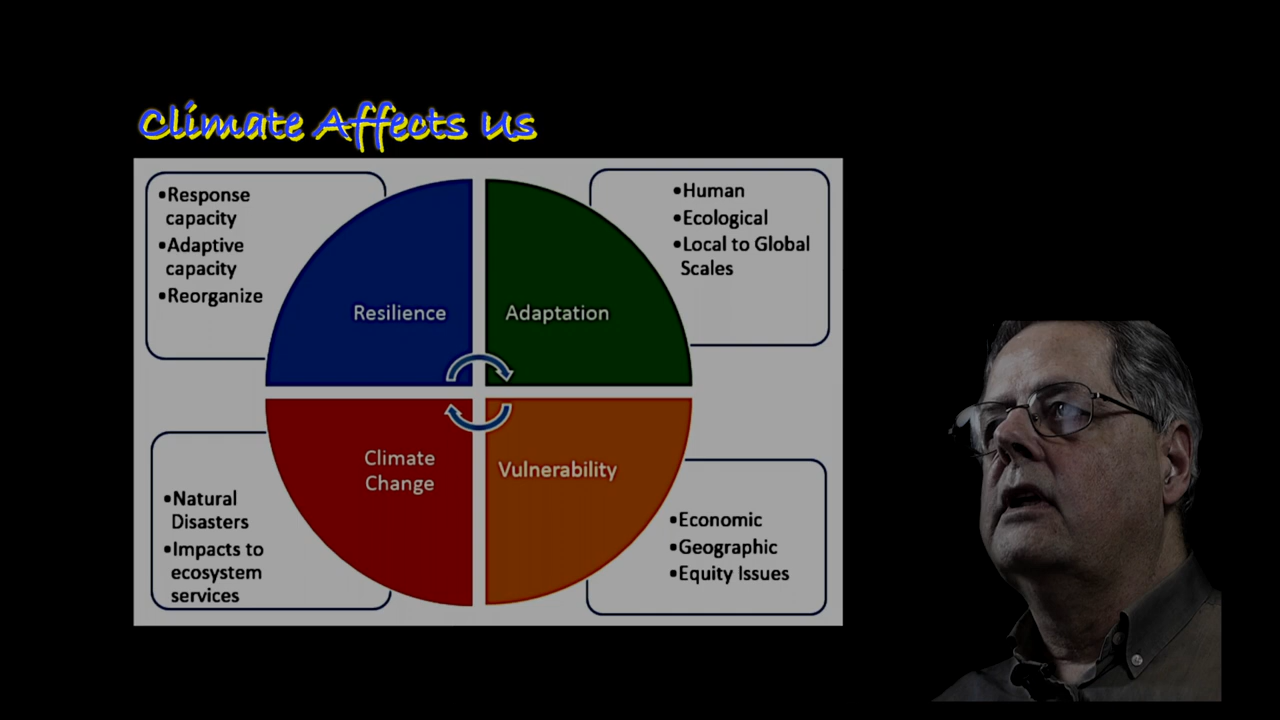 Climate Affects Us
•Response
capacity
•Adaptive
capacity
•Reorganize
•Human
•Ecological
•Local to Global
Scales
Resilience
Adaptation
Climate
Change
Vulnerability
•Natural
Disasters
•Impacts to
ecosystem
services
•Economic
•Geographic
•Equity Issues